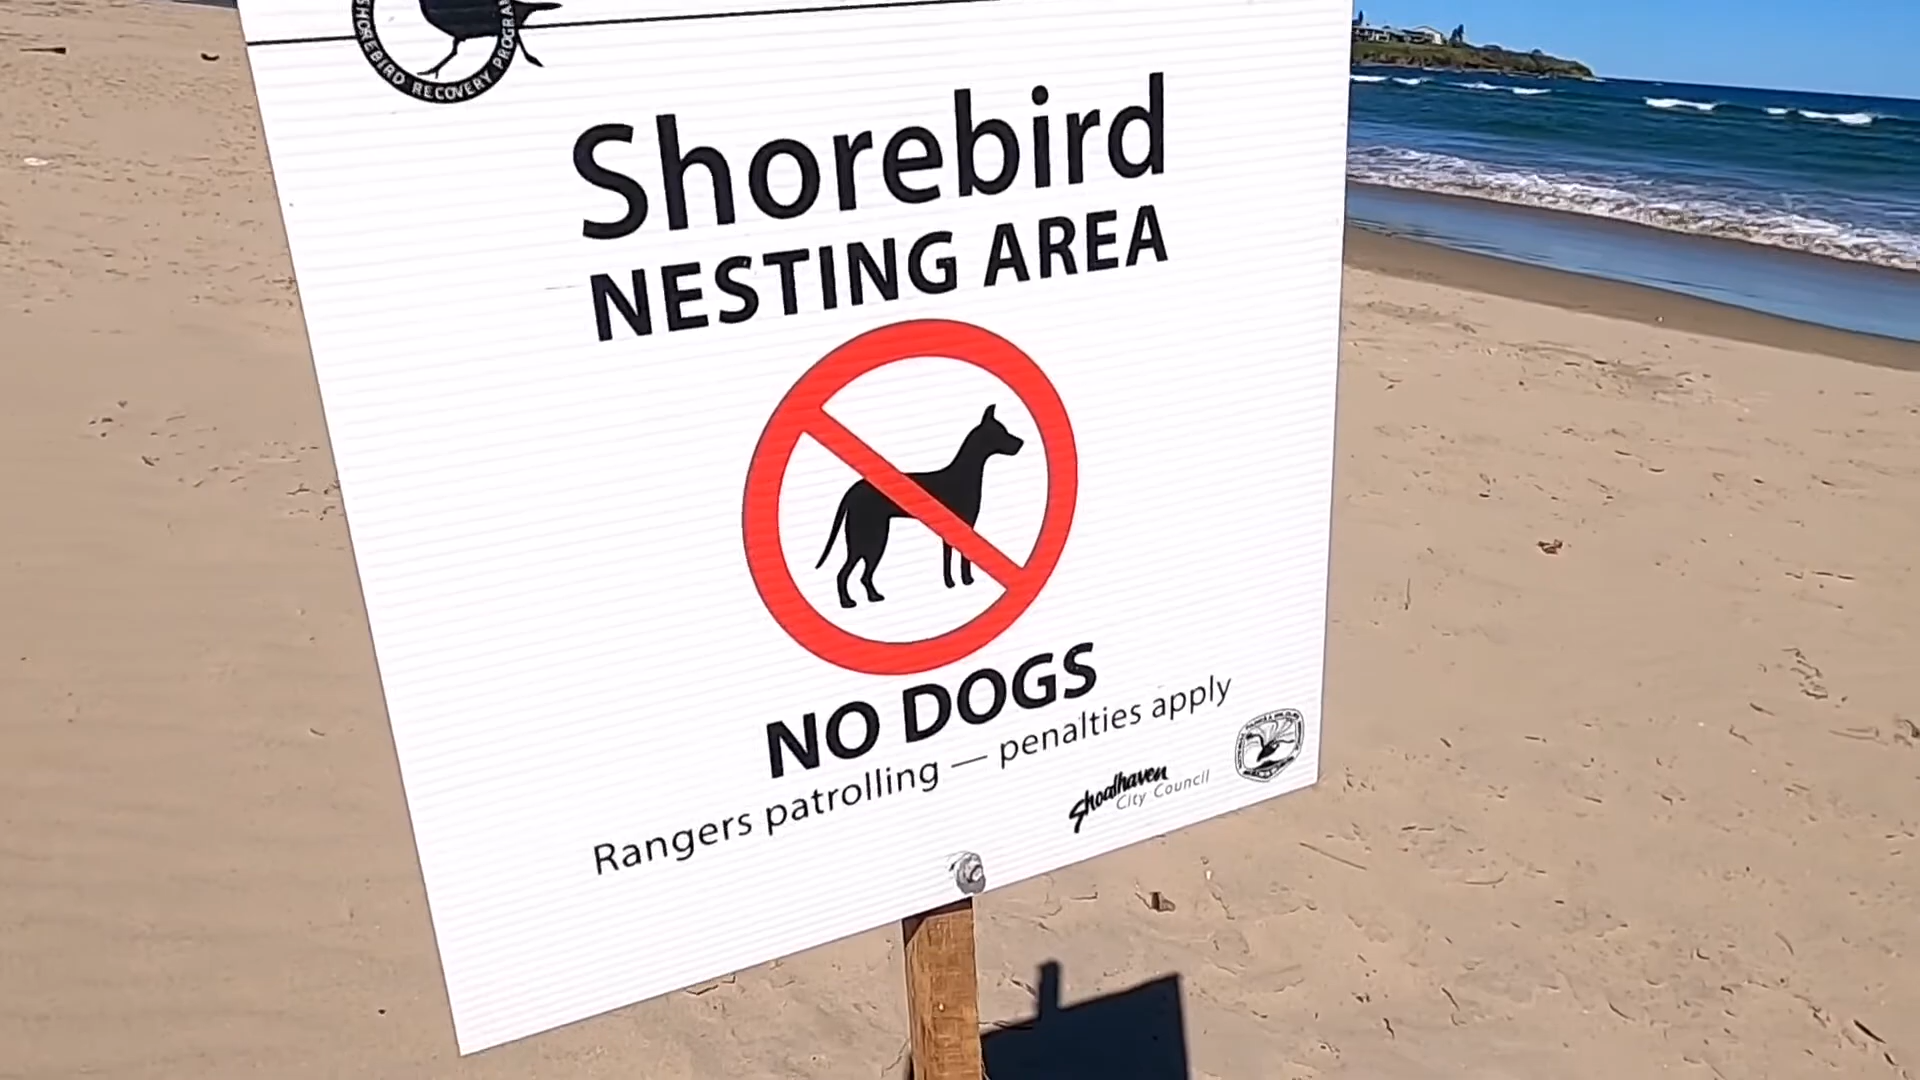 SHOREBIRD RECOVERY PROGRAM
Shorebird
NESTING AREA
NO DOGS
Rangers patrolling — penalties apply
Shoalhaven
City Council